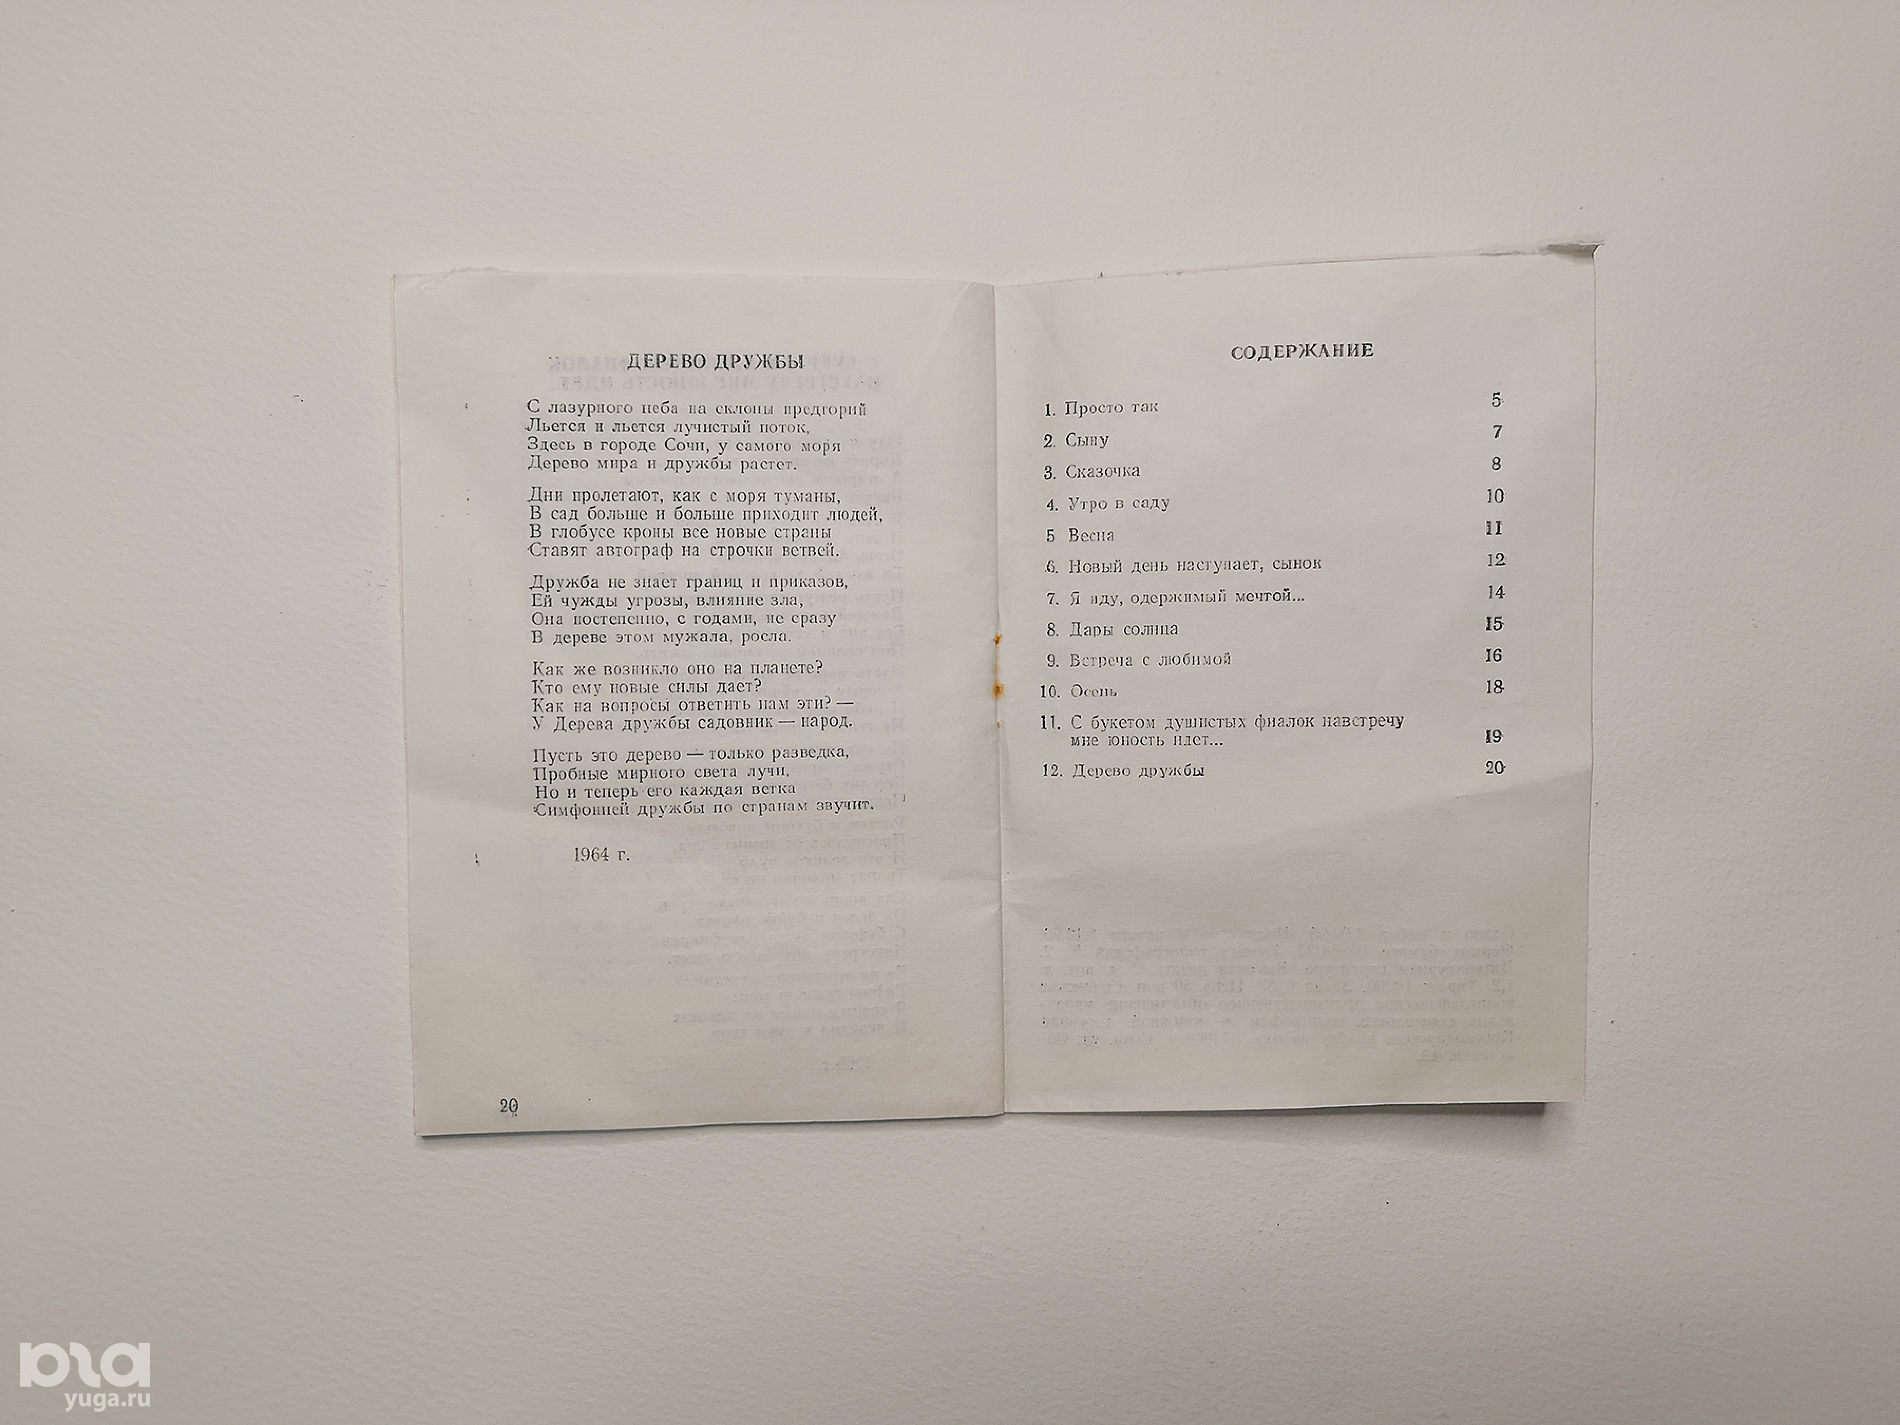 ДЕРЕВО ДРУЖБЫ
С лазурного неба на склоны предгорий
Льется и льется лучистый поток,
Здесь в городе Сочи, у самого моря
Дерево мира и дружбы растет.
Дни пролетают, как с моря туманы,
В сад больше и больше приходит людей,
В глобусе кроны все новые страны
Ставят автограф на строчки ветвей.
Дружба не знает границ и приказов,
Ей чужды угрозы, влияние зла,
Она постепенно, с годами, не сразу
В дереве этом мужала, росла.
Как же возникло оно на планете?
Кто ему новые силы дает?
Как на вопросы ответить нам эти? —
У Дерева дружбы садовник — народ.
Пусть это дерево — только разведка,
Пробные мирного света лучи,
Но и теперь его каждая ветка
Симфонией дружбы по странам звучит.
1964 г.
20
СОДЕРЖАНИЕ
1. Просто так 5
2. Сыну 7
3. Сказочка 8
4. Утро в саду 10
5 Весна 11
6. Новый день наступает, сынок 12
7. Я иду, одержимый мечтой... 14
8. Дары солнца 15
9. Встреча с любимой 16
10. Осень 18
11. С букетом душистых фиалок навстречу
мне юность идет... 19
12. Дерево дружбы 20
yuga.ru